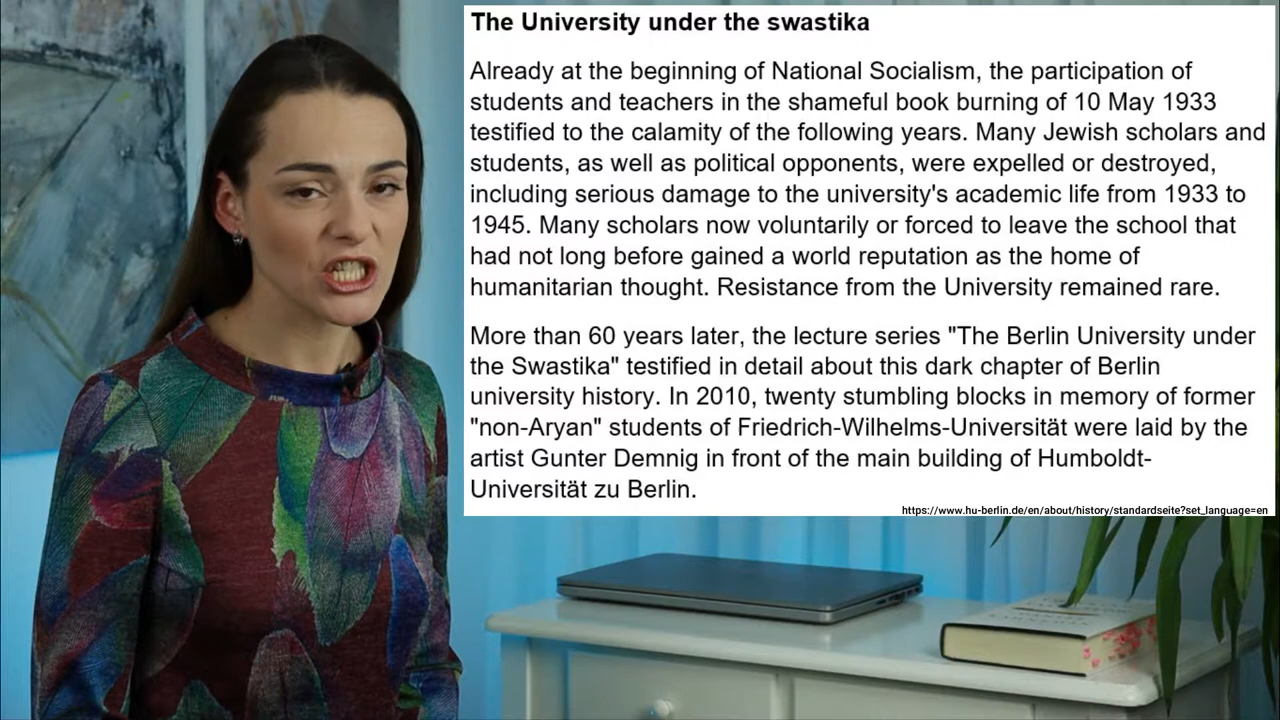 The University under the swastika
Already at the beginning of National Socialism, the participation of
students and teachers in the shameful book burning of 10 May 1933
testified to the calamity of the following years. Many Jewish scholars and
students, as well as political opponents, were expelled or destroyed,
including serious damage to the university's academic life from 1933 to
1945. Many scholars now voluntarily or forced to leave the school that
had not long before gained a world reputation as the home of
humanitarian thought. Resistance from the University remained rare.
More than 60 years later, the lecture series "The Berlin University under
the Swastika" testified in detail about this dark chapter of Berlin
university history. In 2010, twenty stumbling blocks in memory of former
"non-Aryan" students of Friedrich-Wilhelms-Universität were laid by the
artist Gunter Demnig in front of the main building of Humboldt-
Universität zu Berlin.
https://www.hu-berlin.de/en/about/history/standardseite?set_language=en